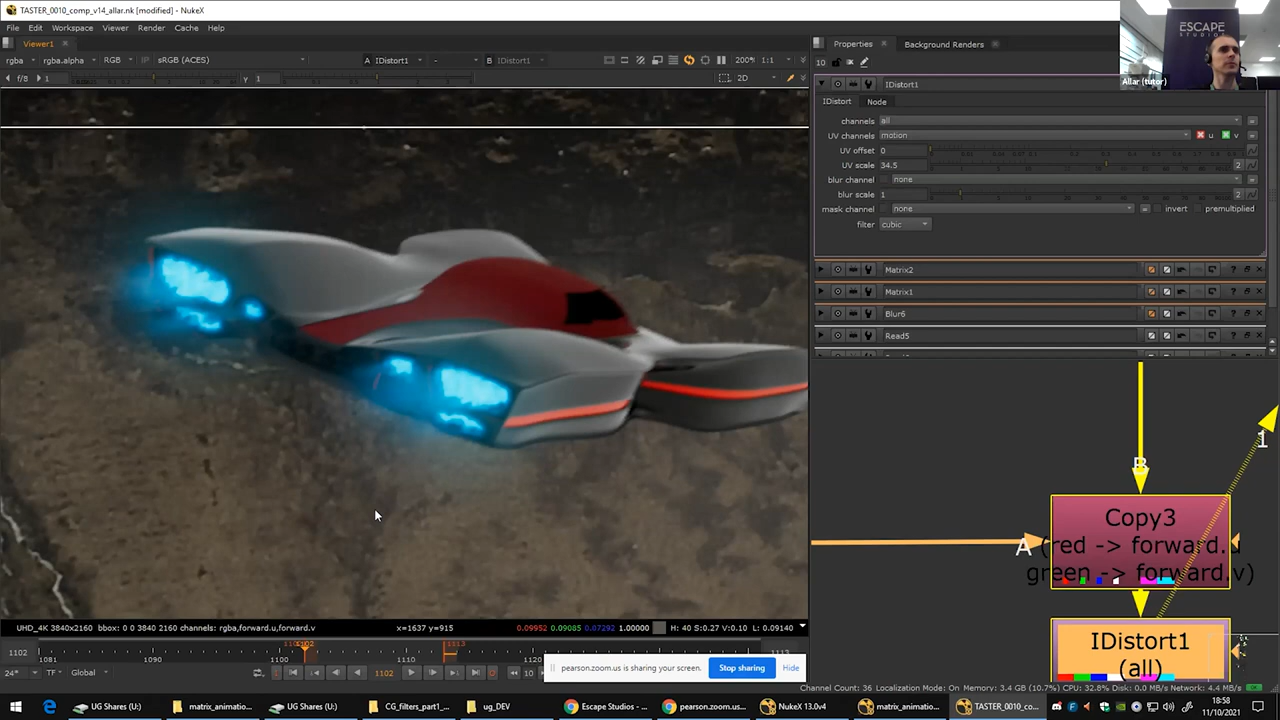 TASTER_0010_comp_v14_allar.nk [modified] - NukeX
File Edit Workspace Viewer Render Cache Help
Viewer1
rgba rgba.alpha RGB IP sRGB (ACES) A IDistort1 - B IDistort1 200% 1:1
f/8 1 Y 1 2D
UHD_4K 3840x2160 bbox: 0 0 3840 2160 channels: rgba,forward.u,forward.v x=1637 y=915 0.09952 0.09085 0.07292 1.00000 H: 40 S:0.27 V:0.10 L: 0.09140
1102
1081 1090 1100 1110
1113
24* TF Global 1102 10
Properties Background Renders
10
IDistort1
IDistort Node
channels all
UV channels motion u v
UV offset 0
UV scale 34.5 2
blur channel none
blur scale 1 2
mask channel none invert premultiplied
filter cubic
Matrix2
Matrix1
Blur6
Read5
ESCAPE
STUDIOS
Allar (tutor)
B
1
Copy3
A (red -> forward.u
green -> forward.v)
IDistort1
(all)
pearson.zoom.us is sharing your screen. Stop sharing Hide
Channel Count: 36 Localization Mode: On Memory: 3.4 GB (10.7%) CPU: 32.8% Disk: 0.0 MB/s Network: 4.4 MB/s
UG Shares (U:) matrix_animatio... UG Shares (U:) CG_filters_part1_... ug_DEV Escape Studios -... pearson.zoom.us... NukeX 13.0v4 matrix_animatio... TASTER_0010_co...
18:58
11/10/2021